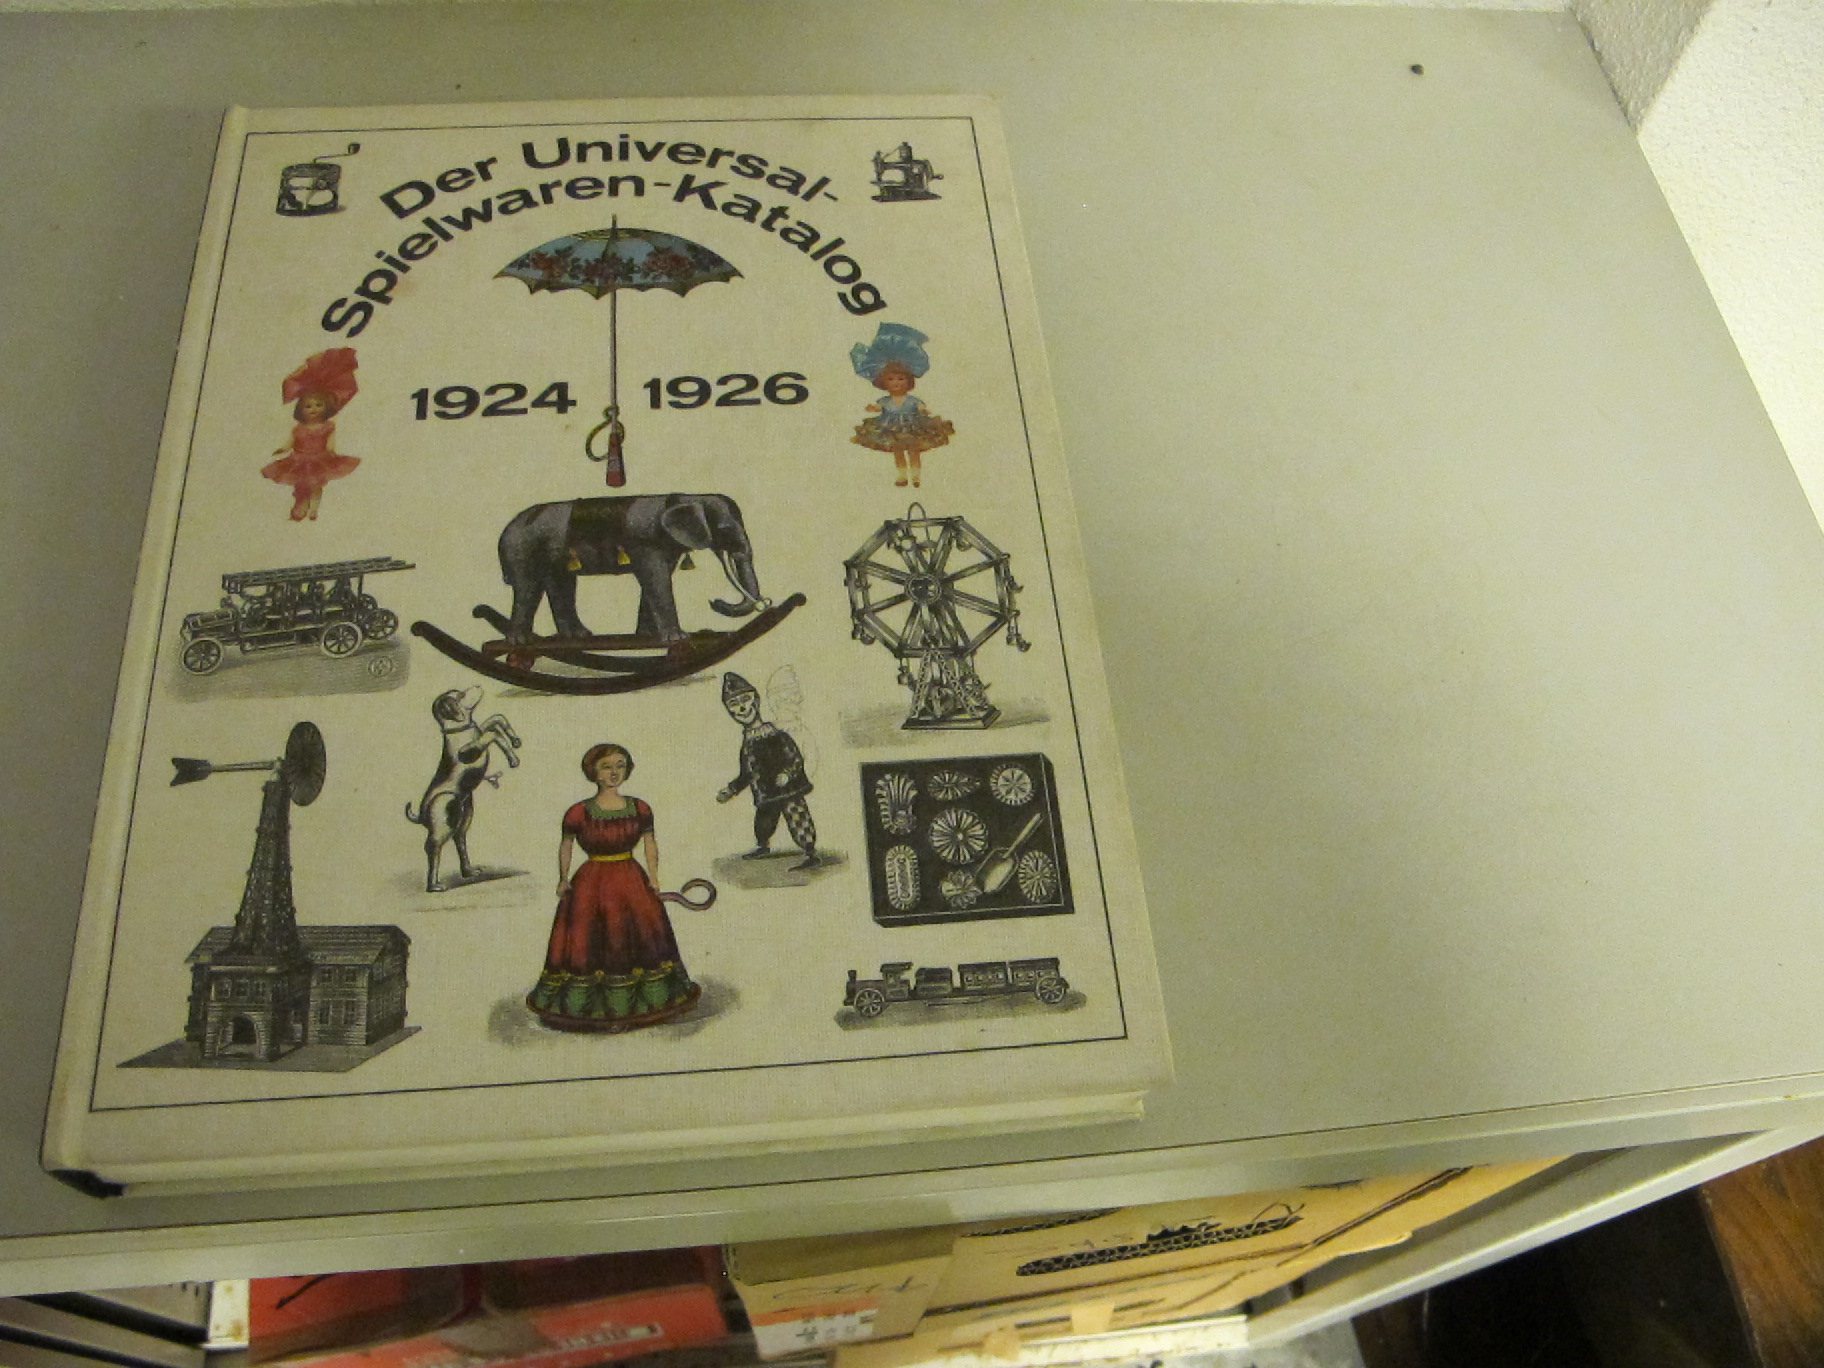 Der Universal-
Spielwaren-Katalog
1924 1926